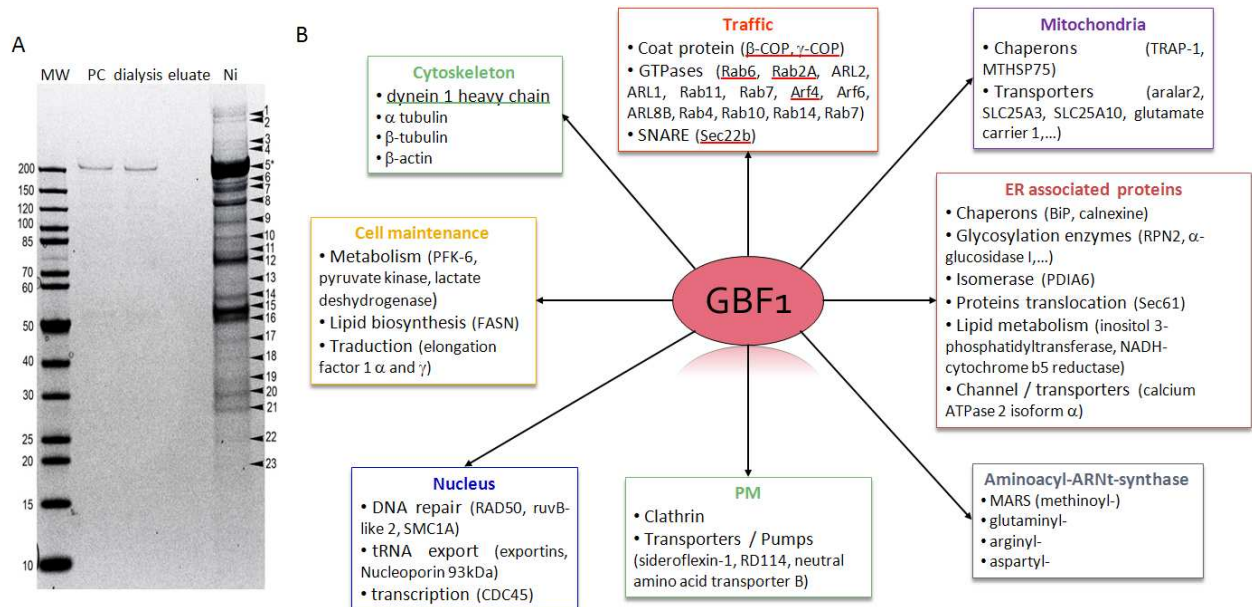 A
MW PC dialysis eluate Ni
200
150
120
100
85
70
60
50
40
30
25
20
15
10
1
2
3
4
5*
6
7
8
9
10
11
12
13
14
15
16
17
18
19
20
21
22
23
B
Cytoskeleton
• dynein 1 heavy chain
• α tubulin
• β-tubulin
• β-actin
Traffic
• Coat protein (β-COP, γ-COP)
• GTPases (Rab6, Rab2A, ARL2,
ARL1, Rab11, Rab7, Arf4, Arf6,
ARL8B, Rab4, Rab10, Rab14, Rab7)
• SNARE (Sec22b)
Mitochondria
• Chaperons (TRAP-1,
MTHSP75)
• Transporters (aralar2,
SLC25A3, SLC25A10, glutamate
carrier 1,...)
Cell maintenance
• Metabolism (PFK-6,
pyruvate kinase, lactate
deshydrogenase)
• Lipid biosynthesis (FASN)
• Traduction (elongation
factor 1 α and γ)
GBF1
ER associated proteins
• Chaperons (BiP, calnexine)
• Glycosylation enzymes (RPN2, α-
glucosidase I,...)
• Isomerase (PDIA6)
• Proteins translocation (Sec61)
• Lipid metabolism (inositol 3-
phosphatidyltransferase, NADH-
cytochrome b5 reductase)
• Channel / transporters (calcium
ATPase 2 isoform α)
Nucleus
• DNA repair (RAD50, ruvB-
like 2, SMC1A)
• tRNA export (exportins,
Nucleoporin 93kDa)
• transcription (CDC45)
PM
• Clathrin
• Transporters / Pumps
(sideroflexin-1, RD114, neutral
amino acid transporter B)
Aminoacyl-ARNt-synthase
• MARS (methinoyl-)
• glutaminyl-
• arginyl-
• aspartyl-